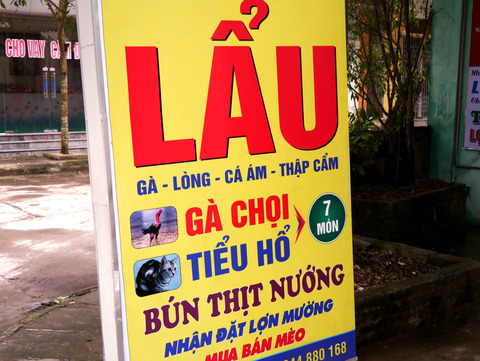 CHO VAY
LẨU
GÀ - LÒNG - CÁ ÁM - THẬP CẨM
GÀ CHỌI
TIỂU HỔ
7
MÓN
BÚN THỊT NƯỚNG
NHẬN ĐẶT LỢN MƯỜNG
MUA BÁN MÈO
880 168